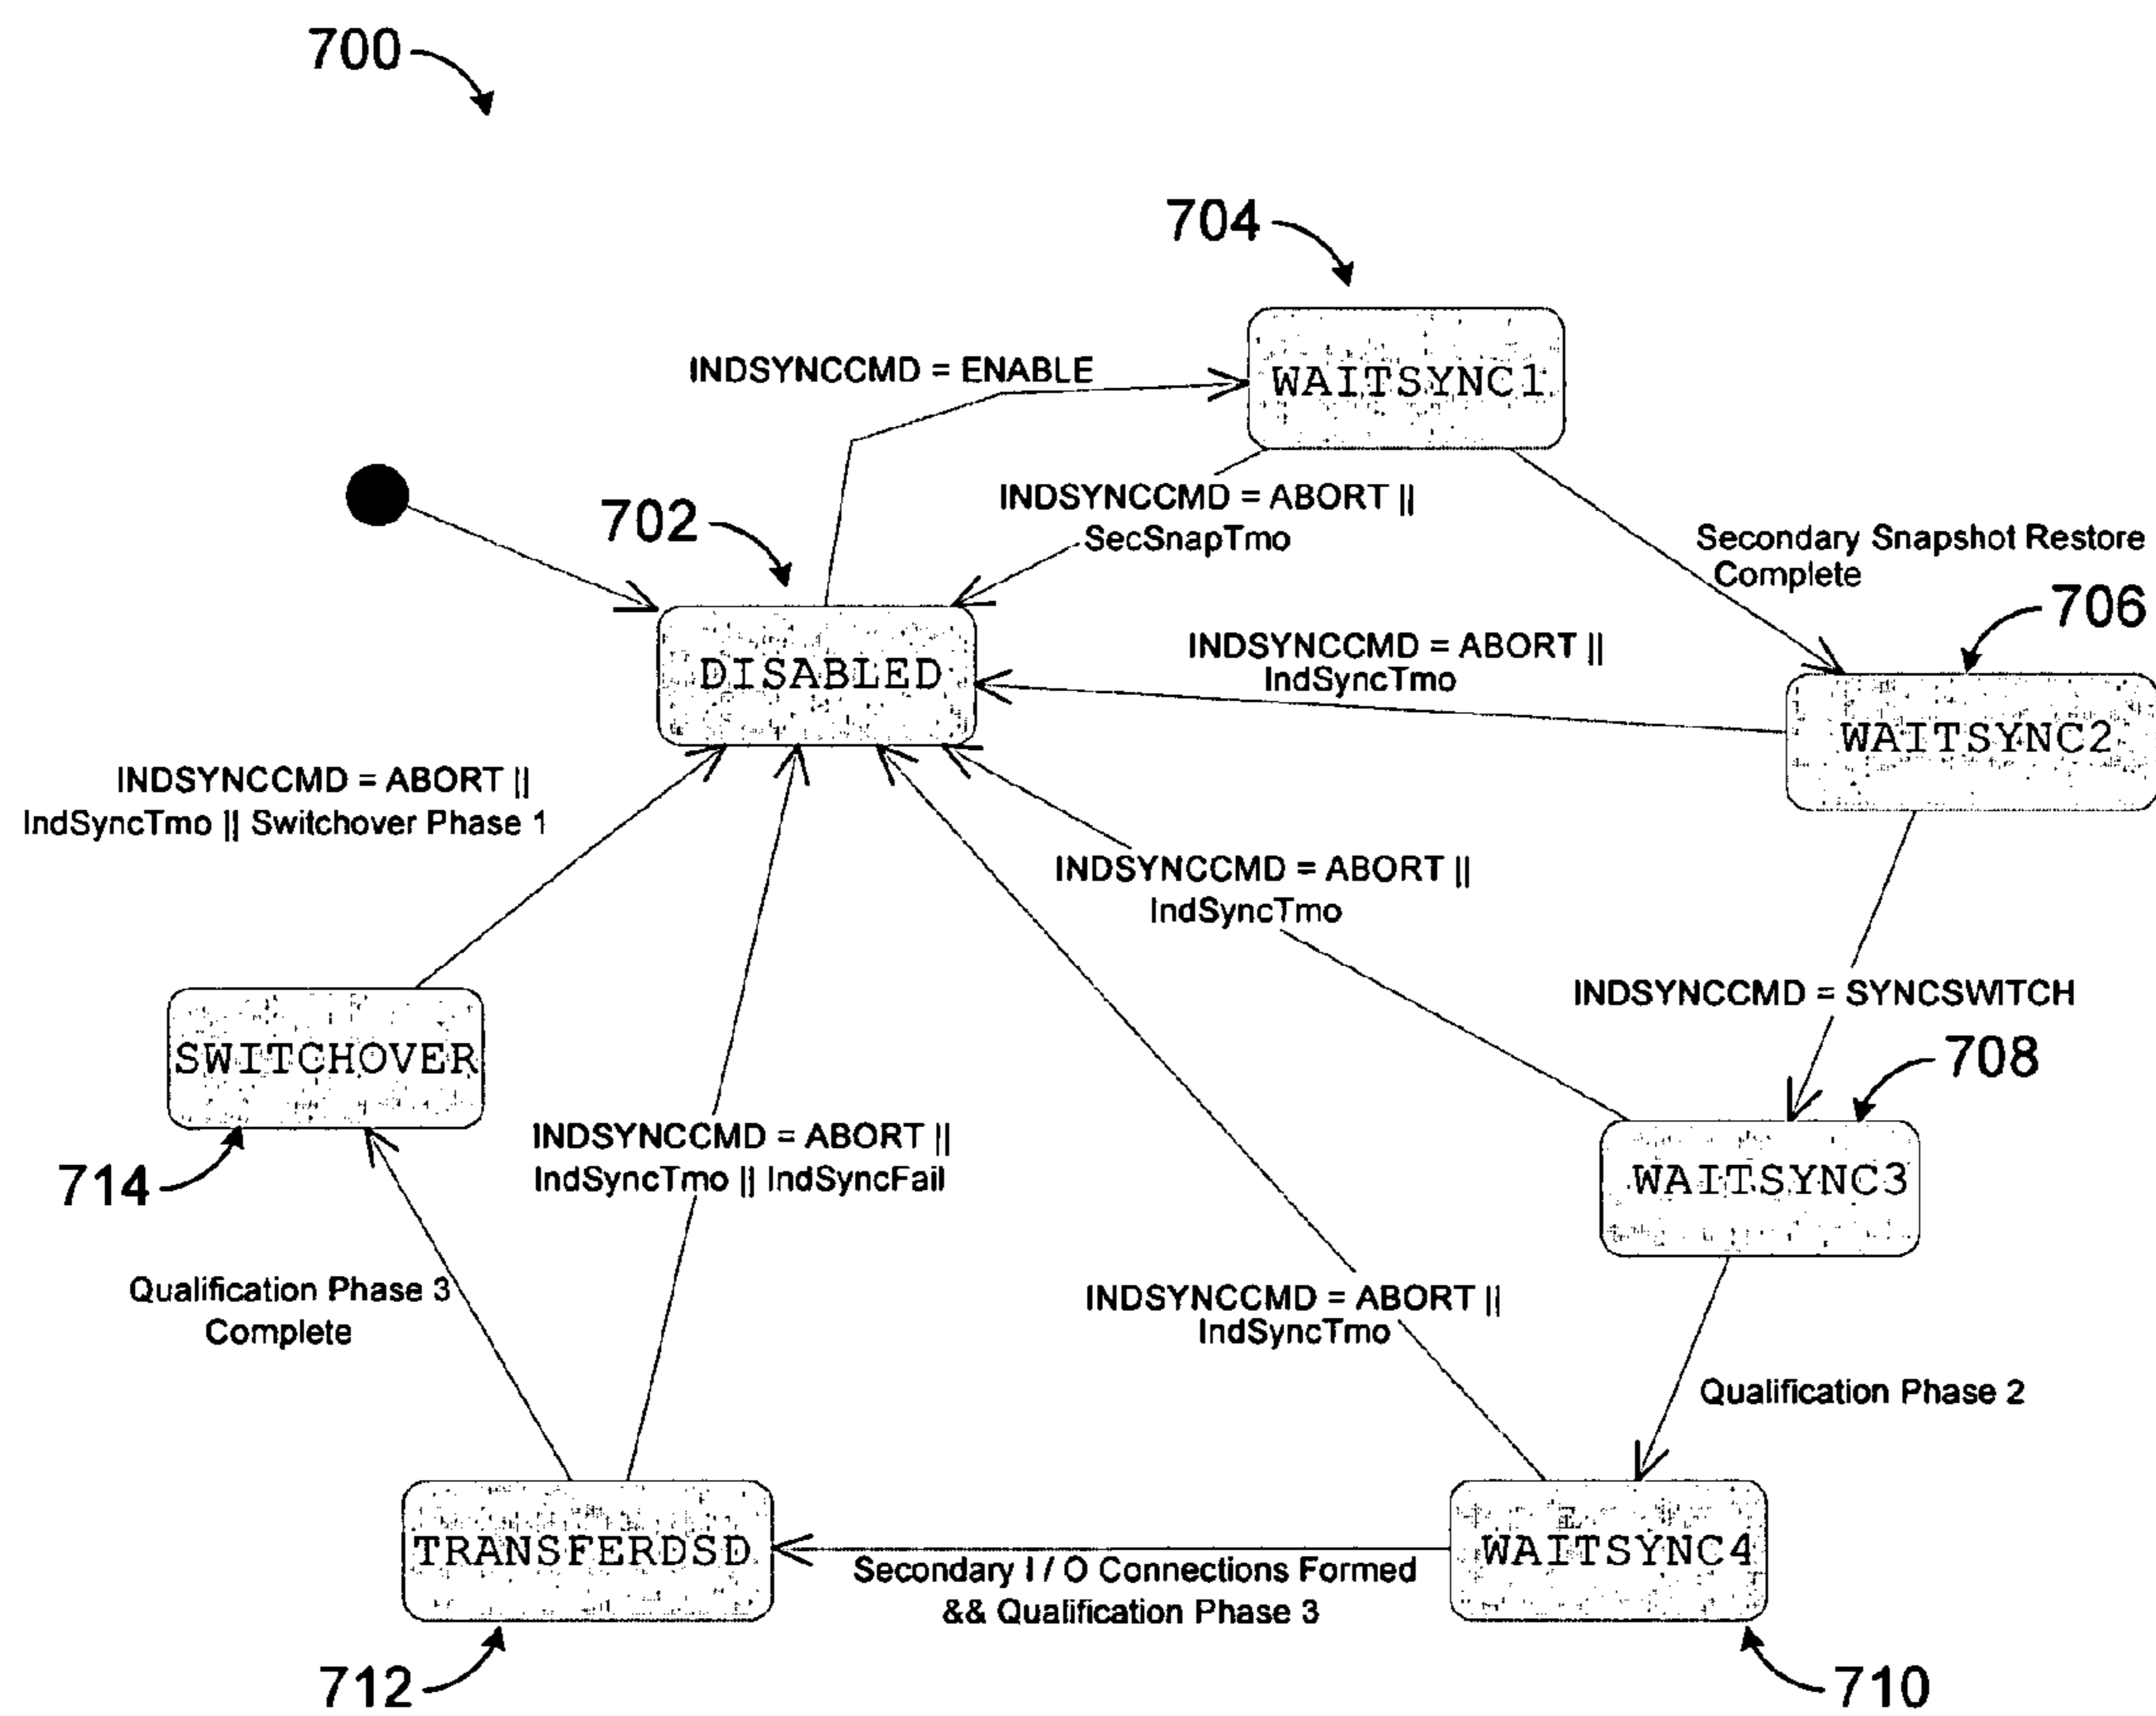 700
704
INDSYNCCMD = ENABLE
WAITSYNC1
INDSYNCCMD = ABORT ||
SecSnapTmo
702
Secondary Snapshot Restore
Complete
706
DISABLED
INDSYNCCMD = ABORT ||
IndSyncTmo
WAITSYNC2
INDSYNCCMD = ABORT ||
IndSyncTmo || Switchover Phase 1
INDSYNCCMD = ABORT ||
IndSyncTmo
INDSYNCCMD = SYNCSWITCH
708
SWITCHOVER
714
INDSYNCCMD = ABORT ||
IndSyncTmo || IndSyncFail
WAITSYNC3
Qualification Phase 3
Complete
INDSYNCCMD = ABORT ||
IndSyncTmo
Qualification Phase 2
TRANSFERDSD
Secondary I / O Connections Formed
&& Qualification Phase 3
WAITSYNC4
712
710